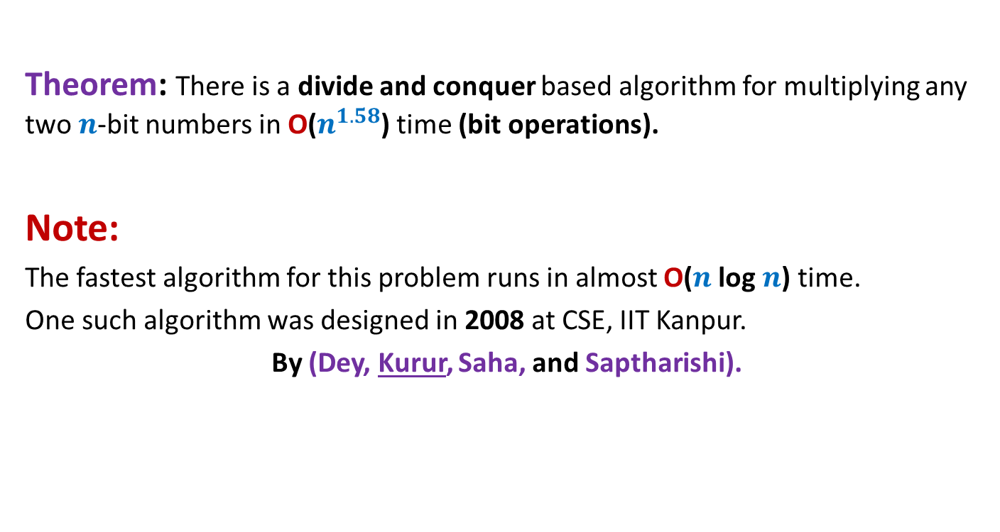 Theorem: There is a divide and conquer based algorithm for multiplying any
two n-bit numbers in O(n^1.58) time (bit operations).
Note:
The fastest algorithm for this problem runs in almost O(n log n) time.
One such algorithm was designed in 2008 at CSE, IIT Kanpur.
By (Dey, Kurur, Saha, and Saptharishi).